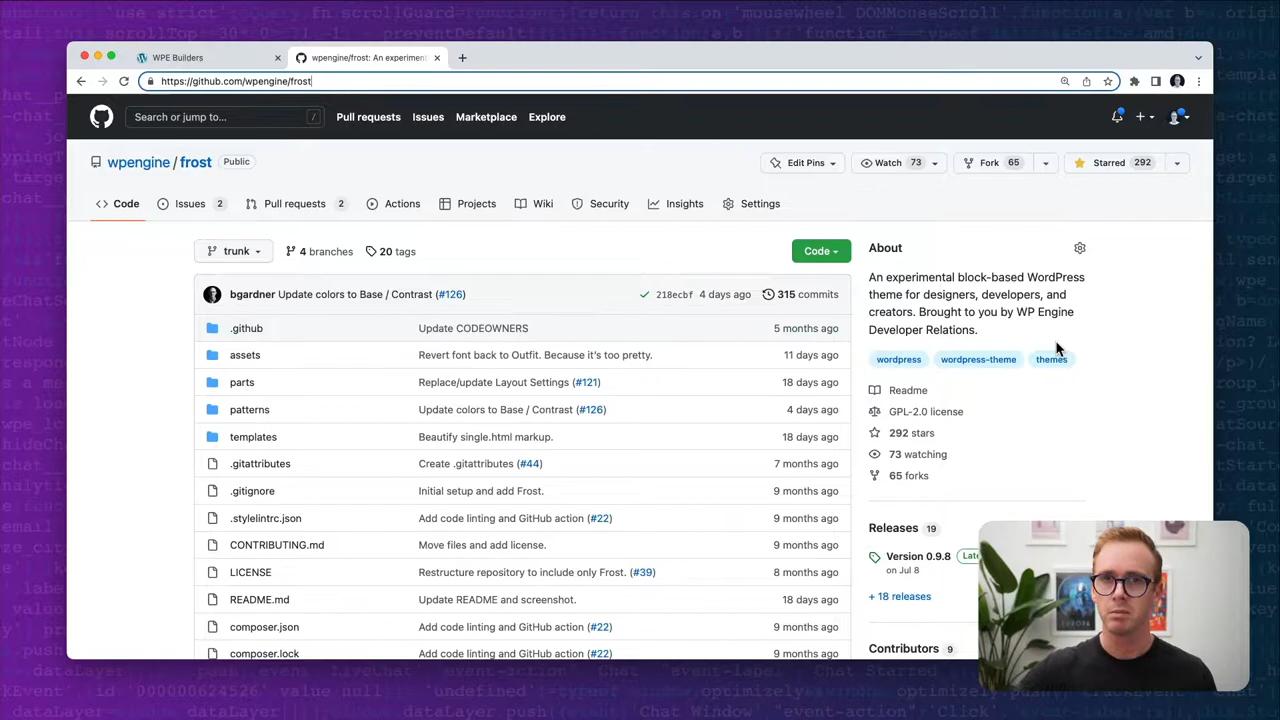 WPE Builders
wpengine/frost: An experiment
https://github.com/wpengine/frost
Search or jump to...
/
Pull requests
Issues
Marketplace
Explore
wpengine / frost
Public
Edit Pins
Watch 73
Fork 65
Starred 292
Code
Issues 2
Pull requests 2
Actions
Projects
Wiki
Security
Insights
Settings
trunk
4 branches
20 tags
Code
bgardner Update colors to Base / Contrast (#126)
218ecbf 4 days ago
315 commits
.github Update CODEOWNERS 5 months ago
assets Revert font back to Outfit. Because it's too pretty. 11 days ago
parts Replace/update Layout Settings (#121) 18 days ago
patterns Update colors to Base / Contrast (#126) 4 days ago
templates Beautify single.html markup. 18 days ago
.gitattributes Create .gitattributes (#44) 7 months ago
.gitignore Initial setup and add Frost. 9 months ago
.stylelintrc.json Add code linting and GitHub action (#22) 9 months ago
CONTRIBUTING.md Move files and add license. 9 months ago
LICENSE Restructure repository to include only Frost. (#39) 8 months ago
README.md Update README and screenshot. 18 days ago
composer.json Add code linting and GitHub action (#22) 9 months ago
composer.lock Add code linting and GitHub action (#22) 9 months ago
About
An experimental block-based WordPress
theme for designers, developers, and
creators. Brought to you by WP Engine
Developer Relations.
wordpress
wordpress-theme
themes
Readme
GPL-2.0 license
292 stars
73 watching
65 forks
Releases 19
Version 0.9.8
on Jul 8
+ 18 releases
Contributors 9